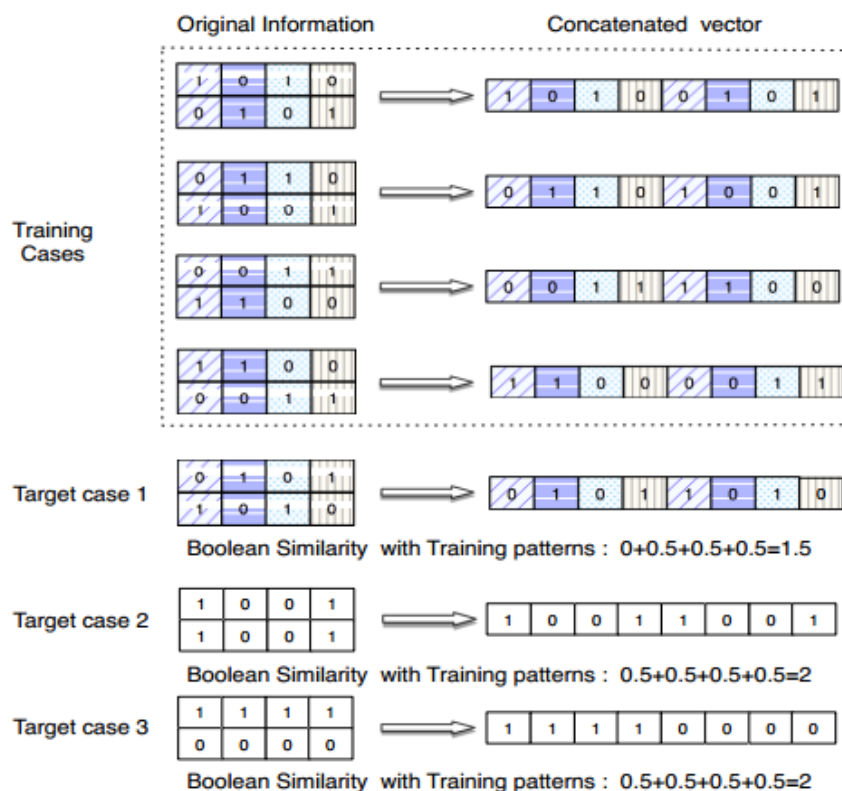 Original Information Concatenated vector
1 0 1 0
0 1 0 1
1 0 1 0 0 1 0 1
0 1 1 0
1 0 0 1
0 1 1 0 1 0 0 1
Training
Cases
0 0 1 1
1 1 0 0
0 0 1 1 1 1 0 0
1 1 0 0
0 0 1 1
1 1 0 0 0 0 1 1
Target case 1
0 1 0 1
1 0 1 0
0 1 0 1 1 0 1 0
Boolean Similarity with Training patterns : 0+0.5+0.5+0.5=1.5
Target case 2
1 0 0 1
1 0 0 1
1 0 0 1 1 0 0 1
Boolean Similarity with Training patterns : 0.5+0.5+0.5+0.5=2
Target case 3
1 1 1 1
0 0 0 0
1 1 1 1 0 0 0 0
Boolean Similarity with Training patterns : 0.5+0.5+0.5+0.5=2